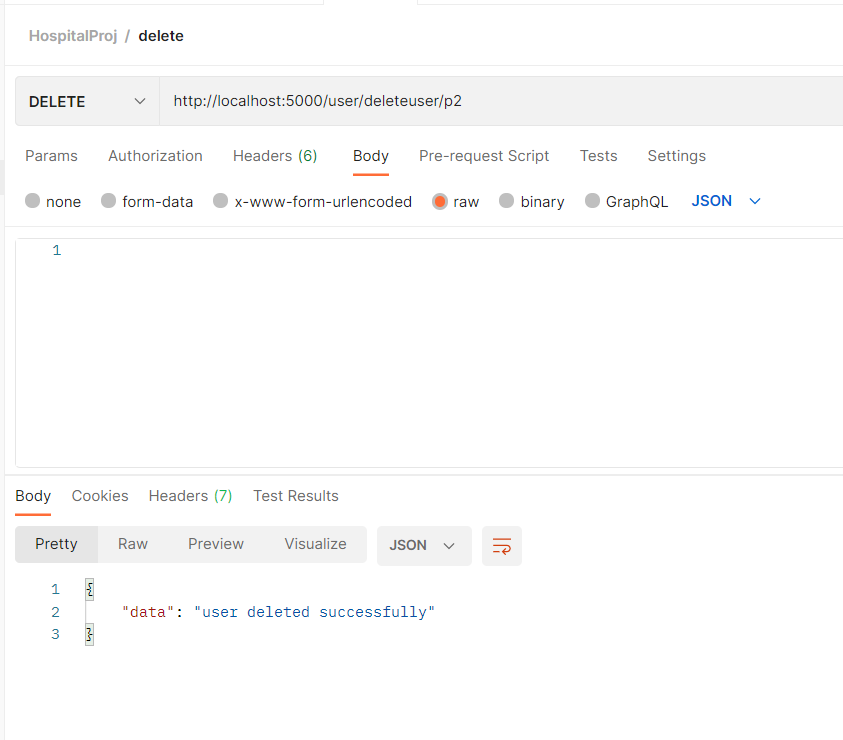 HospitalProj / delete
DELETE http://localhost:5000/user/deleteuser/p2
Params Authorization Headers (6) Body Pre-request Script Tests Settings
none form-data x-www-form-urlencoded raw binary GraphQL JSON
1
Body Cookies Headers (7) Test Results
Pretty Raw Preview Visualize JSON
1 {
2 "data": "user deleted successfully"
3 }